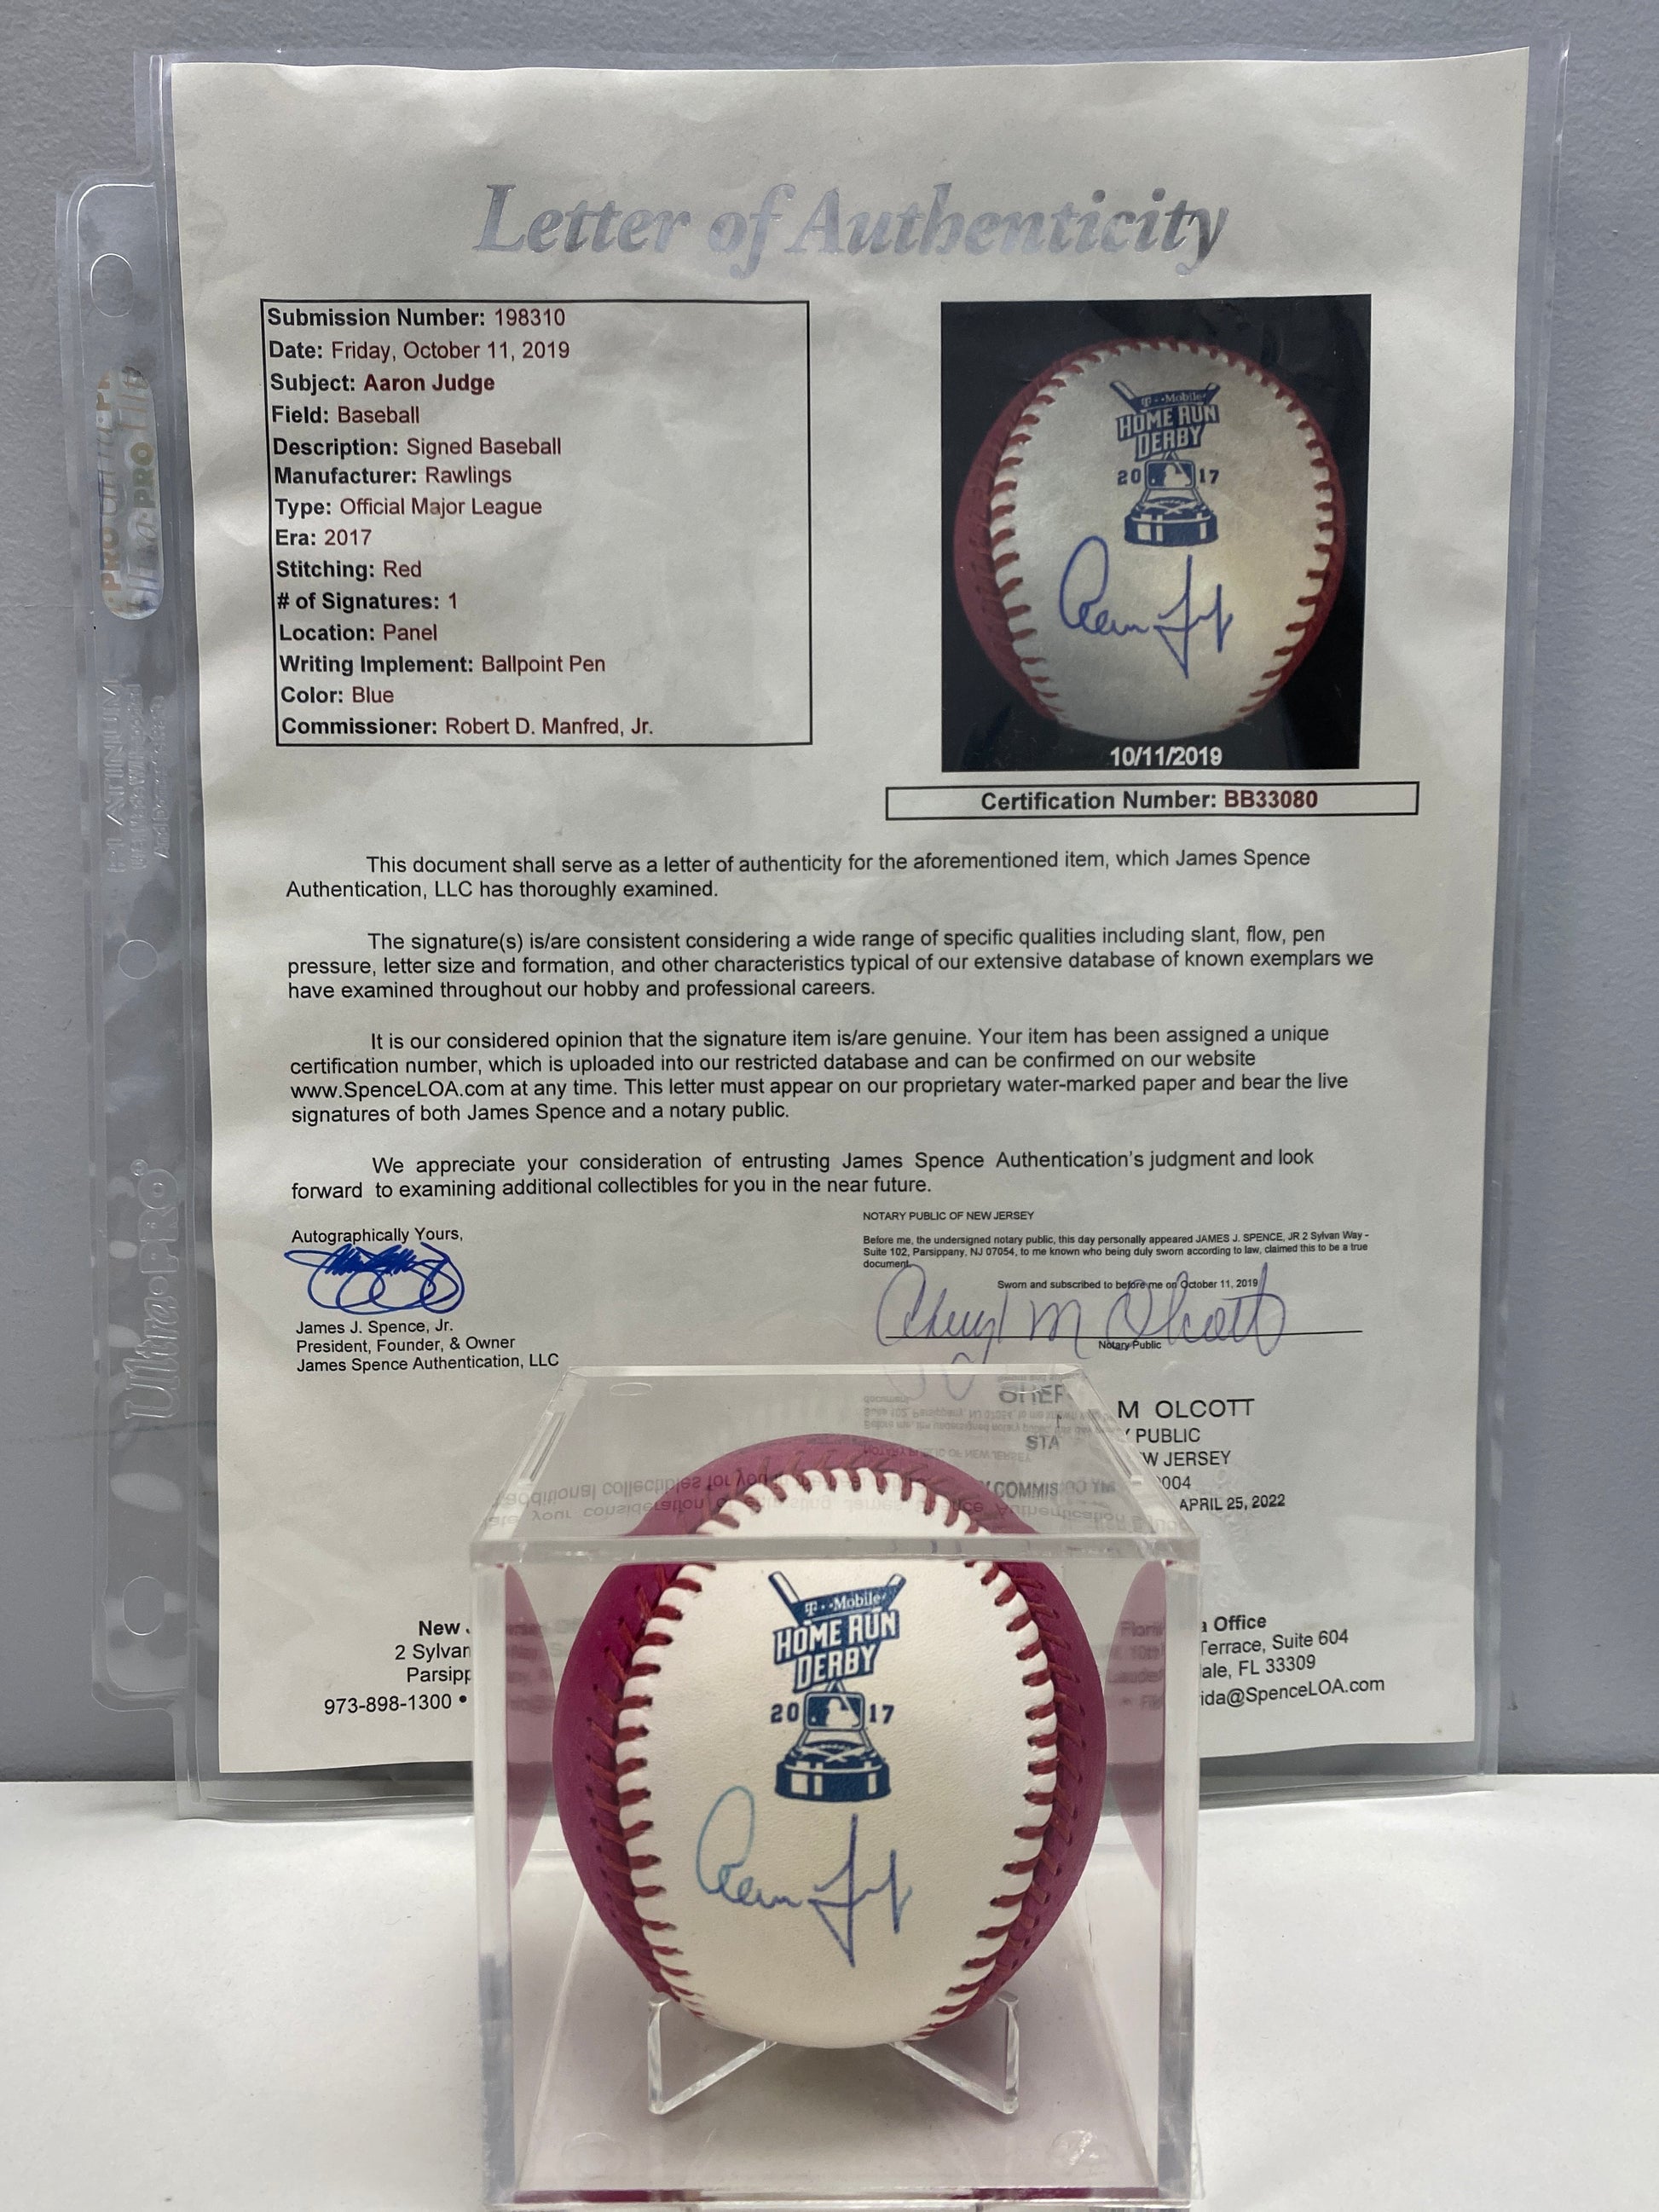 Letter of Authenticity
Submission Number: 198310
Date: Friday, October 11, 2019
Subject: Aaron Judge
Field: Baseball
Description: Signed Baseball
Manufacturer: Rawlings
Type: Official Major League
Era: 2017
Stitching: Red
# of Signatures: 1
Location: Panel
Writing Implement: Ballpoint Pen
Color: Blue
Commissioner: Robert D. Manfred, Jr.
T··Mobile·
HOME RUN
DERBY
20 17
10/11/2019
Certification Number: BB33080
This document shall serve as a letter of authenticity for the aforementioned item, which James Spence
Authentication, LLC has thoroughly examined.
The signature(s) is/are consistent considering a wide range of specific qualities including slant, flow, pen
pressure, letter size and formation, and other characteristics typical of our extensive database of known exemplars we
have examined throughout our hobby and professional careers.
It is our considered opinion that the signature item is/are genuine. Your item has been assigned a unique
certification number, which is uploaded into our restricted database and can be confirmed on our website
www.SpenceLOA.com at any time. This letter must appear on our proprietary water-marked paper and bear the live
signatures of both James Spence and a notary public.
We appreciate your consideration of entrusting James Spence Authentication's judgment and look
forward to examining additional collectibles for you in the near future.
Autographically Yours,
James J. Spence, Jr.
President, Founder, & Owner
James Spence Authentication, LLC
NOTARY PUBLIC OF NEW JERSEY
Before me, the undersigned notary public, this day personally appeared JAMES J. SPENCE, JR 2 Sylvan Way -
Suite 102, Parsippany, NJ 07054, to me known who being duly sworn according to law, claimed this to be a true
document.
Sworn and subscribed to before me on October 11, 2019
Cheryl M Olcott
Notary Public
M OLCOTT
PUBLIC
STA W JERSEY
COMMIS
APRIL 25, 2022
New
2 Sylvan
Parsipp
973-898-1300 •
Office
Terrace, Suite 604
ale, FL 33309
ida@SpenceLOA.com
Ultra·PRO®
PLATINUM
T··Mobile·
HOME RUN
DERBY
20 17